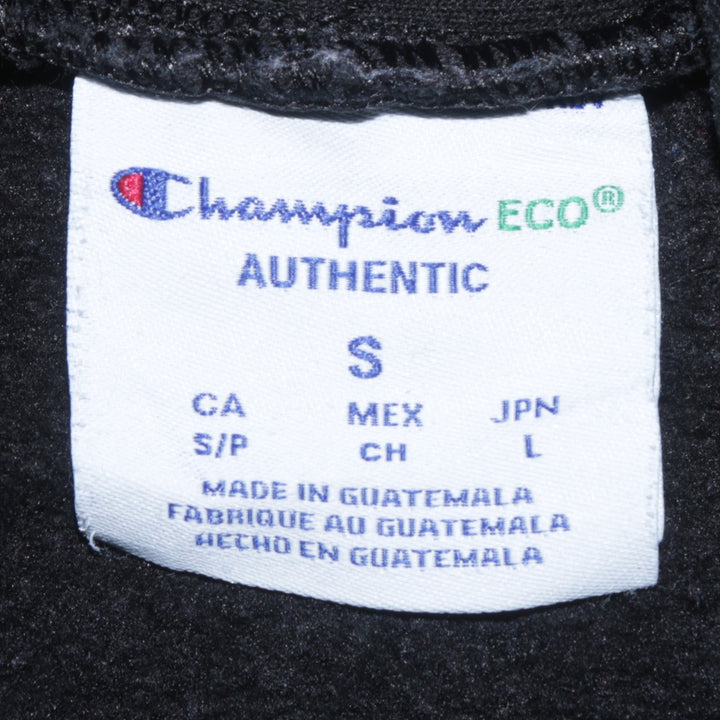 Champion ECO®
AUTHENTIC
S
CA MEX JPN
S/P CH L
MADE IN GUATEMALA
FABRIQUE AU GUATEMALA
HECHO EN GUATEMALA